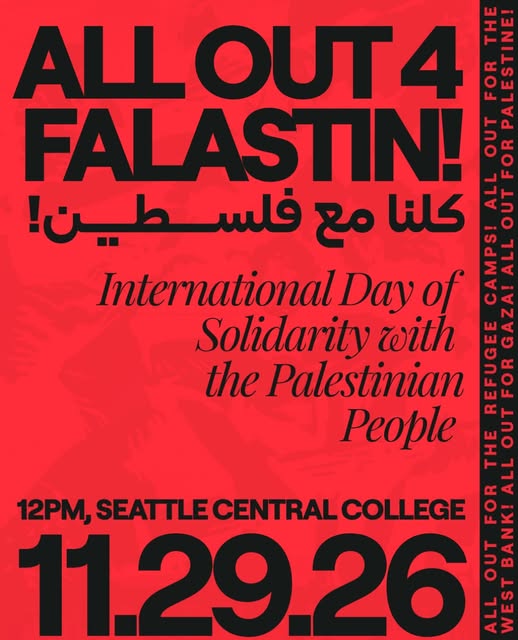 ALL OUT 4
FALASTIN!
كلنا مع فلســطيــن!
International Day of
Solidarity with
the Palestinian
People
12PM, SEATTLE CENTRAL COLLEGE
11.29.26
ALL OUT FOR THE REFUGEE CAMPS! ALL OUT FOR THE
WEST BANK! ALL OUT FOR GAZA! ALL OUT FOR PALESTINE!